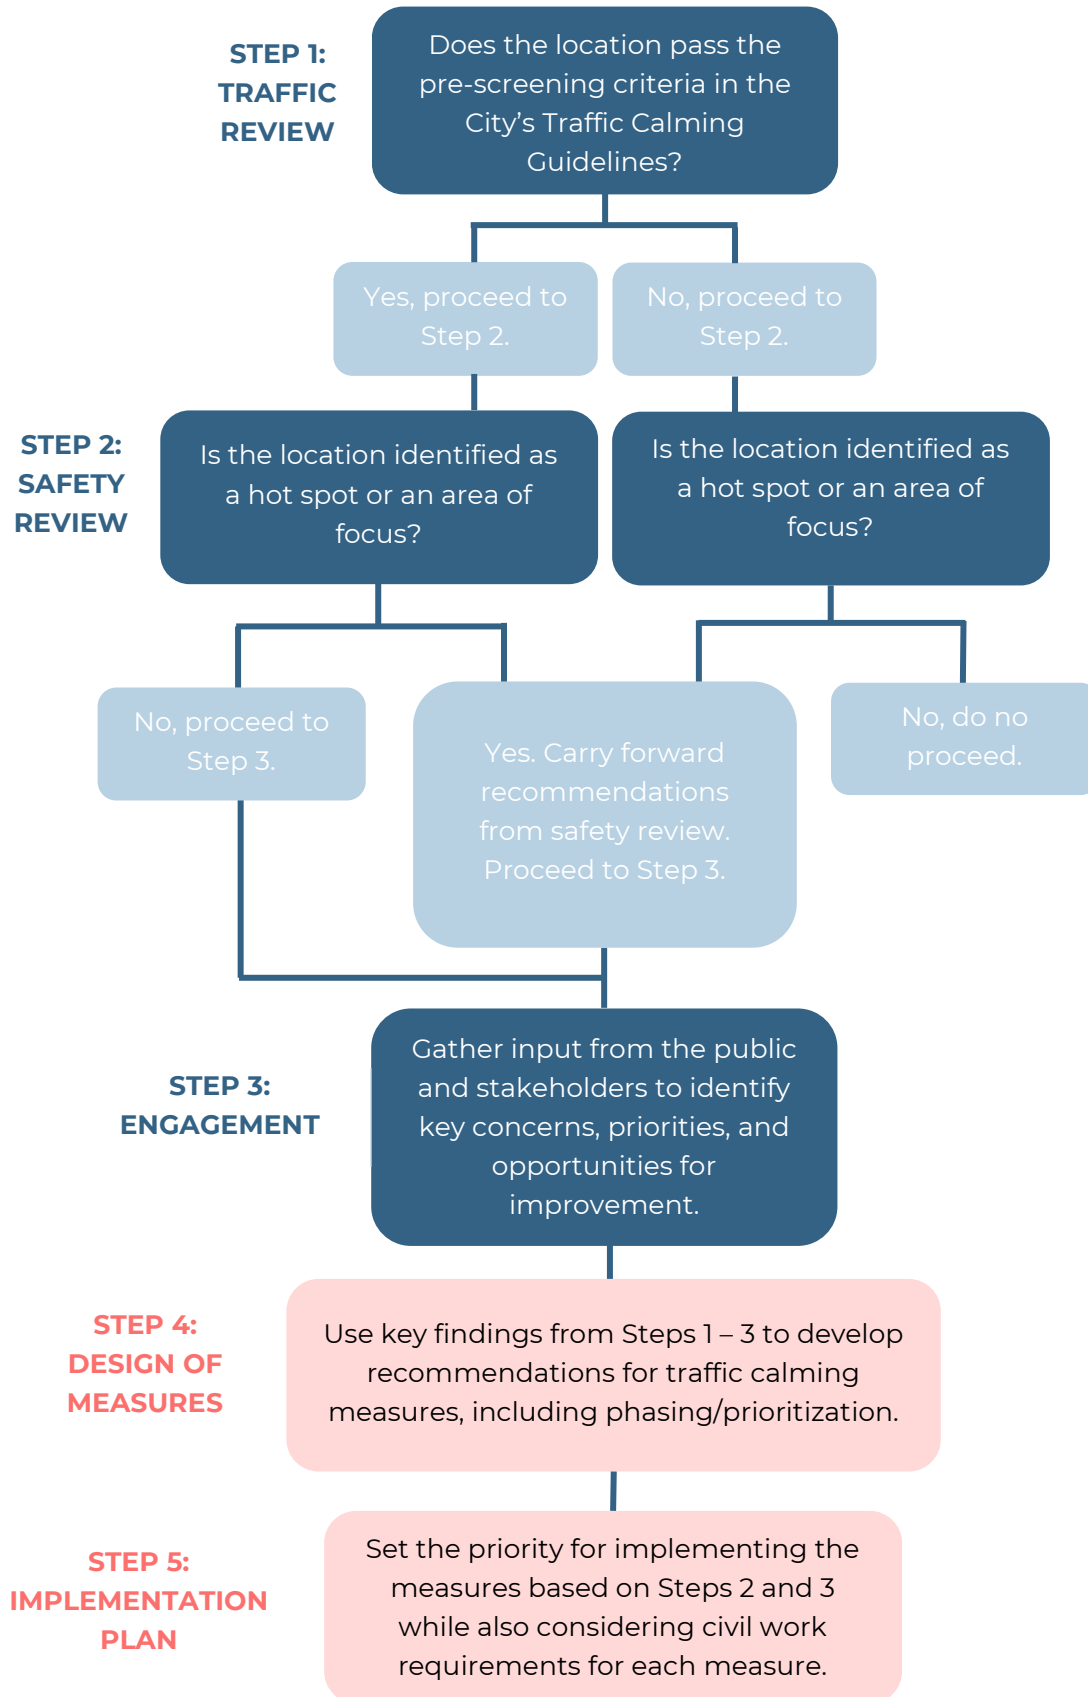 STEP 1:
TRAFFIC
REVIEW
Does the location pass the
pre-screening criteria in the
City’s Traffic Calming
Guidelines?
Yes, proceed to
Step 2.
No, proceed to
Step 2.
STEP 2:
SAFETY
REVIEW
Is the location identified as
a hot spot or an area of
focus?
Is the location identified as
a hot spot or an area of
focus?
No, proceed to
Step 3.
Yes. Carry forward
recommendations
from safety review.
Proceed to Step 3.
No, do no
proceed.
STEP 3:
ENGAGEMENT
Gather input from the public
and stakeholders to identify
key concerns, priorities, and
opportunities for
improvement.
STEP 4:
DESIGN OF
MEASURES
Use key findings from Steps 1 – 3 to develop
recommendations for traffic calming
measures, including phasing/prioritization.
STEP 5:
IMPLEMENTATION
PLAN
Set the priority for implementing the
measures based on Steps 2 and 3
while also considering civil work
requirements for each measure.